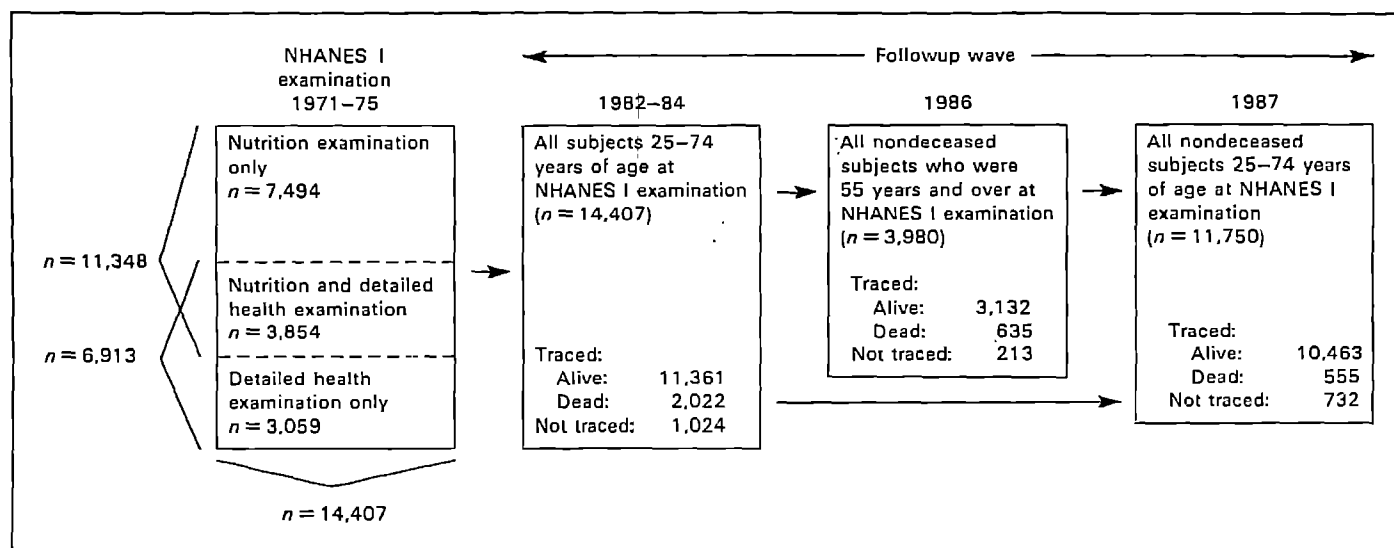 NHANES I
examination
1971–75
Followup wave
1982–84
1986
1987
n = 11,348
n = 6,913
Nutrition examination
only
n = 7,494
Nutrition and detailed
health examination
n = 3,854
Detailed health
examination only
n = 3,059
n = 14,407
All subjects 25–74
years of age at
NHANES I examination
(n = 14,407)
Traced:
Alive: 11,361
Dead: 2,022
Not traced: 1,024
All nondeceased
subjects who were
55 years and over at
NHANES I examination
(n = 3,980)
Traced:
Alive: 3,132
Dead: 635
Not traced: 213
All nondeceased
subjects 25–74 years
of age at NHANES I
examination
(n = 11,750)
Traced:
Alive: 10,463
Dead: 555
Not traced: 732